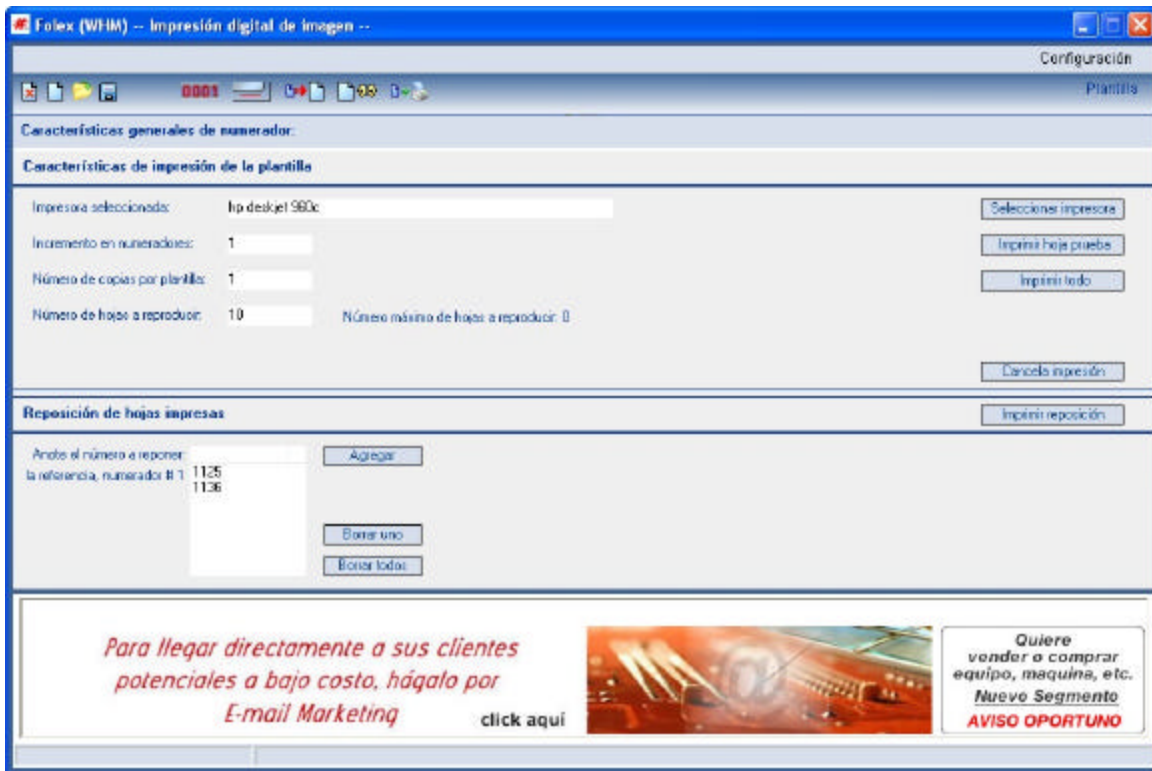 Folex (WHM) -- Impresión digital de imagen --
Configuración
0001
Plantilla
Características generales de numerador:
Características de impresión de la plantilla
Impresora seleccionada: hp deskjet 960c Seleccionar impresora
Incremento en numeradores: 1 Imprimir hoja prueba
Número de copias por plantilla: 1 Imprimir todo
Número de hojas a reproducir: 10 Número máximo de hojas a reproducir: 0
Cancela impresión
Reposición de hojas impresas Imprimir reposición
Anote el número a reponer: Agregar
la referencia, numerador # 1
1125
1136
Borrar uno
Borrar todos
Para llegar directamente a sus clientes
potenciales a bajo costo, hágalo por
E-mail Marketing click aquí
@
Quiere
vender o comprar
equipo, maquina, etc.
Nuevo Segmento
AVISO OPORTUNO